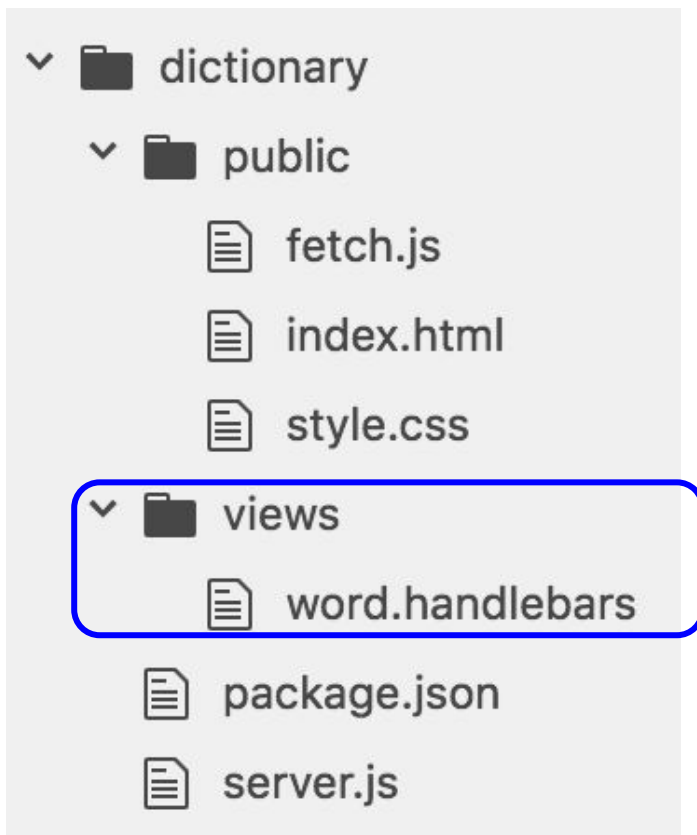 dictionary
public
fetch.js
index.html
style.css
views
word.handlebars
package.json
server.js